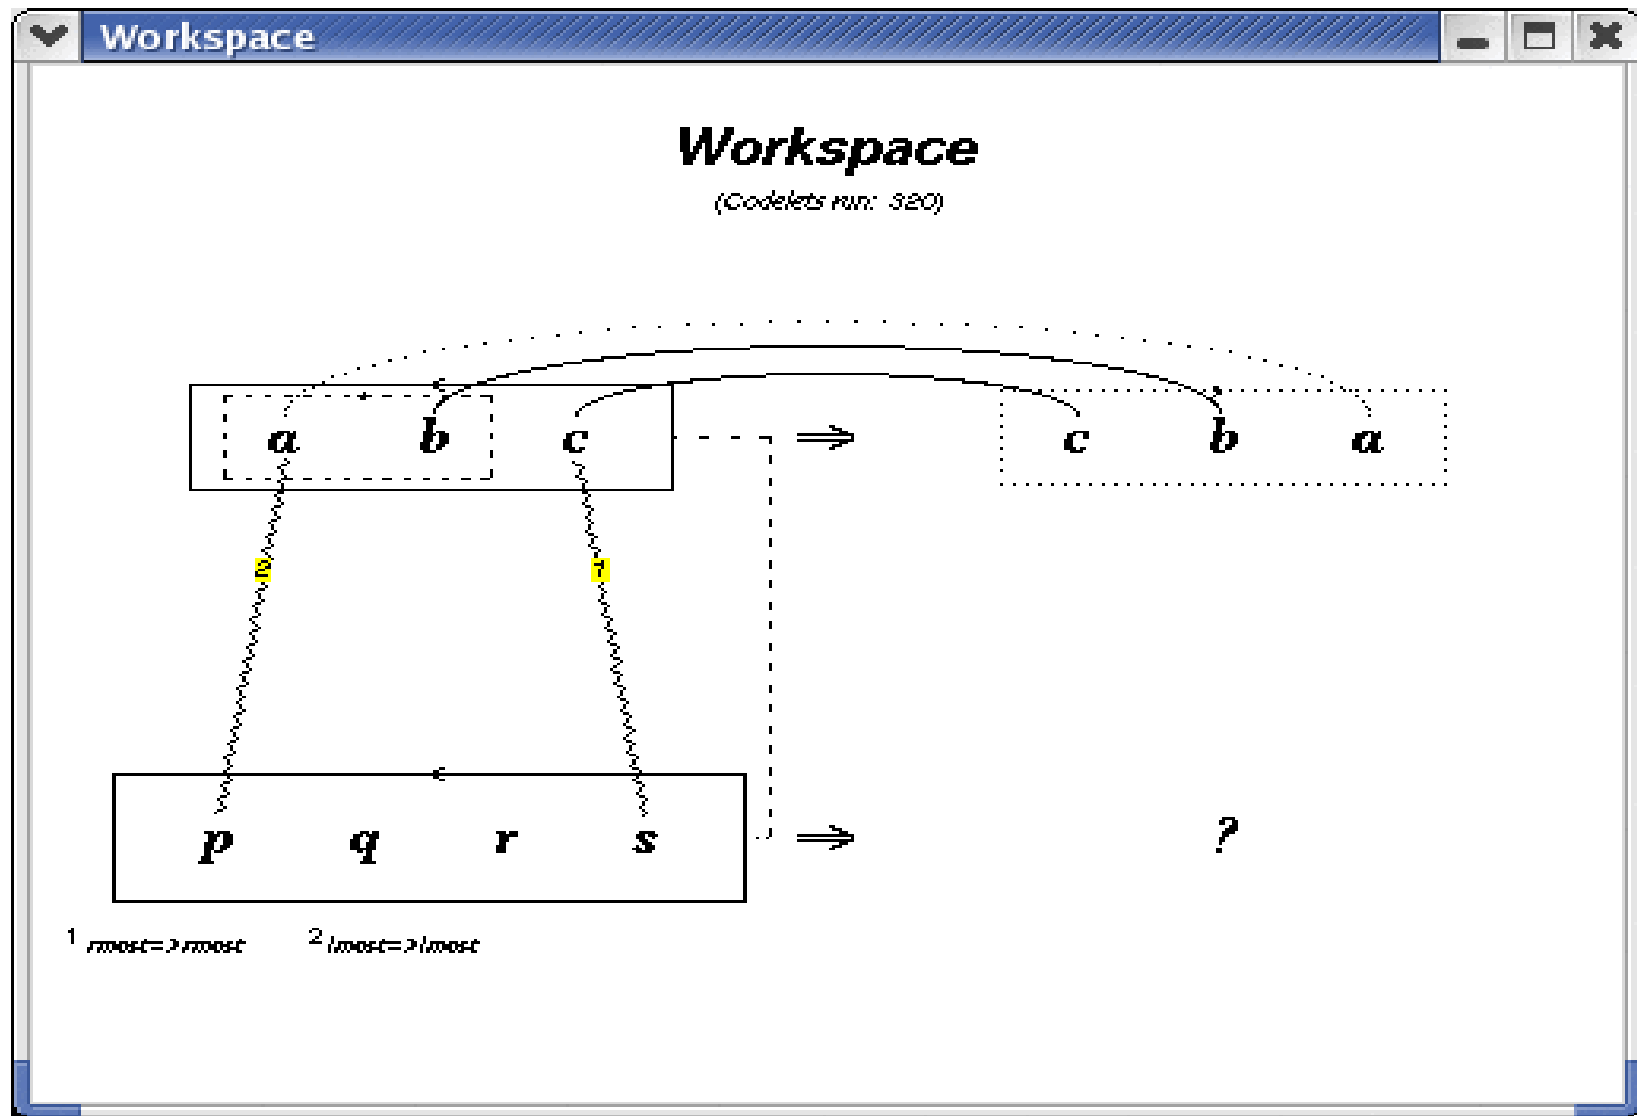 Workspace
Workspace
(Codelets run: 320)
a b c ⇒ c b a
2 1
p q r s ⇒ ?
1 rmost=>rmost 2 lmost=>lmost